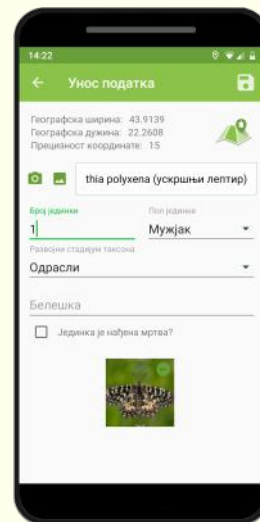 14:22
Унос податка
Географска ширина: 43.9139
Географска дужина: 22.2608
Прецизност координате: 15
thia polyxena (ускршњи лептир)
Број јединки
Пол јединке
1
Мужјак
Развојни стадијум таксона
Одрасли
Белешка
Јединка је нађена мртва?